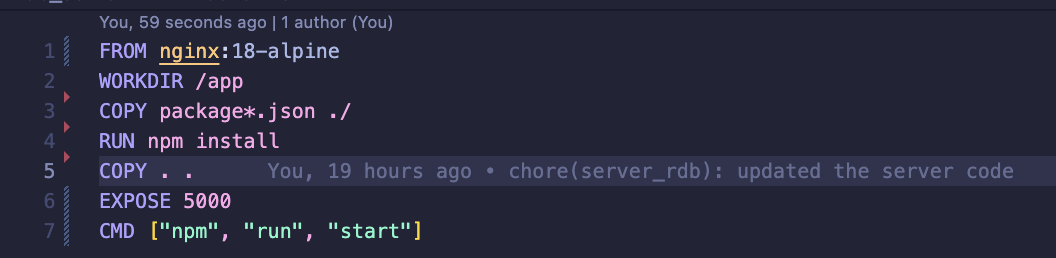 You, 59 seconds ago | 1 author (You)
1 FROM nginx:18-alpine
2 WORKDIR /app
3 COPY package*.json ./
4 RUN npm install
5 COPY . . You, 19 hours ago • chore(server_rdb): updated the server code
6 EXPOSE 5000
7 CMD ["npm", "run", "start"]